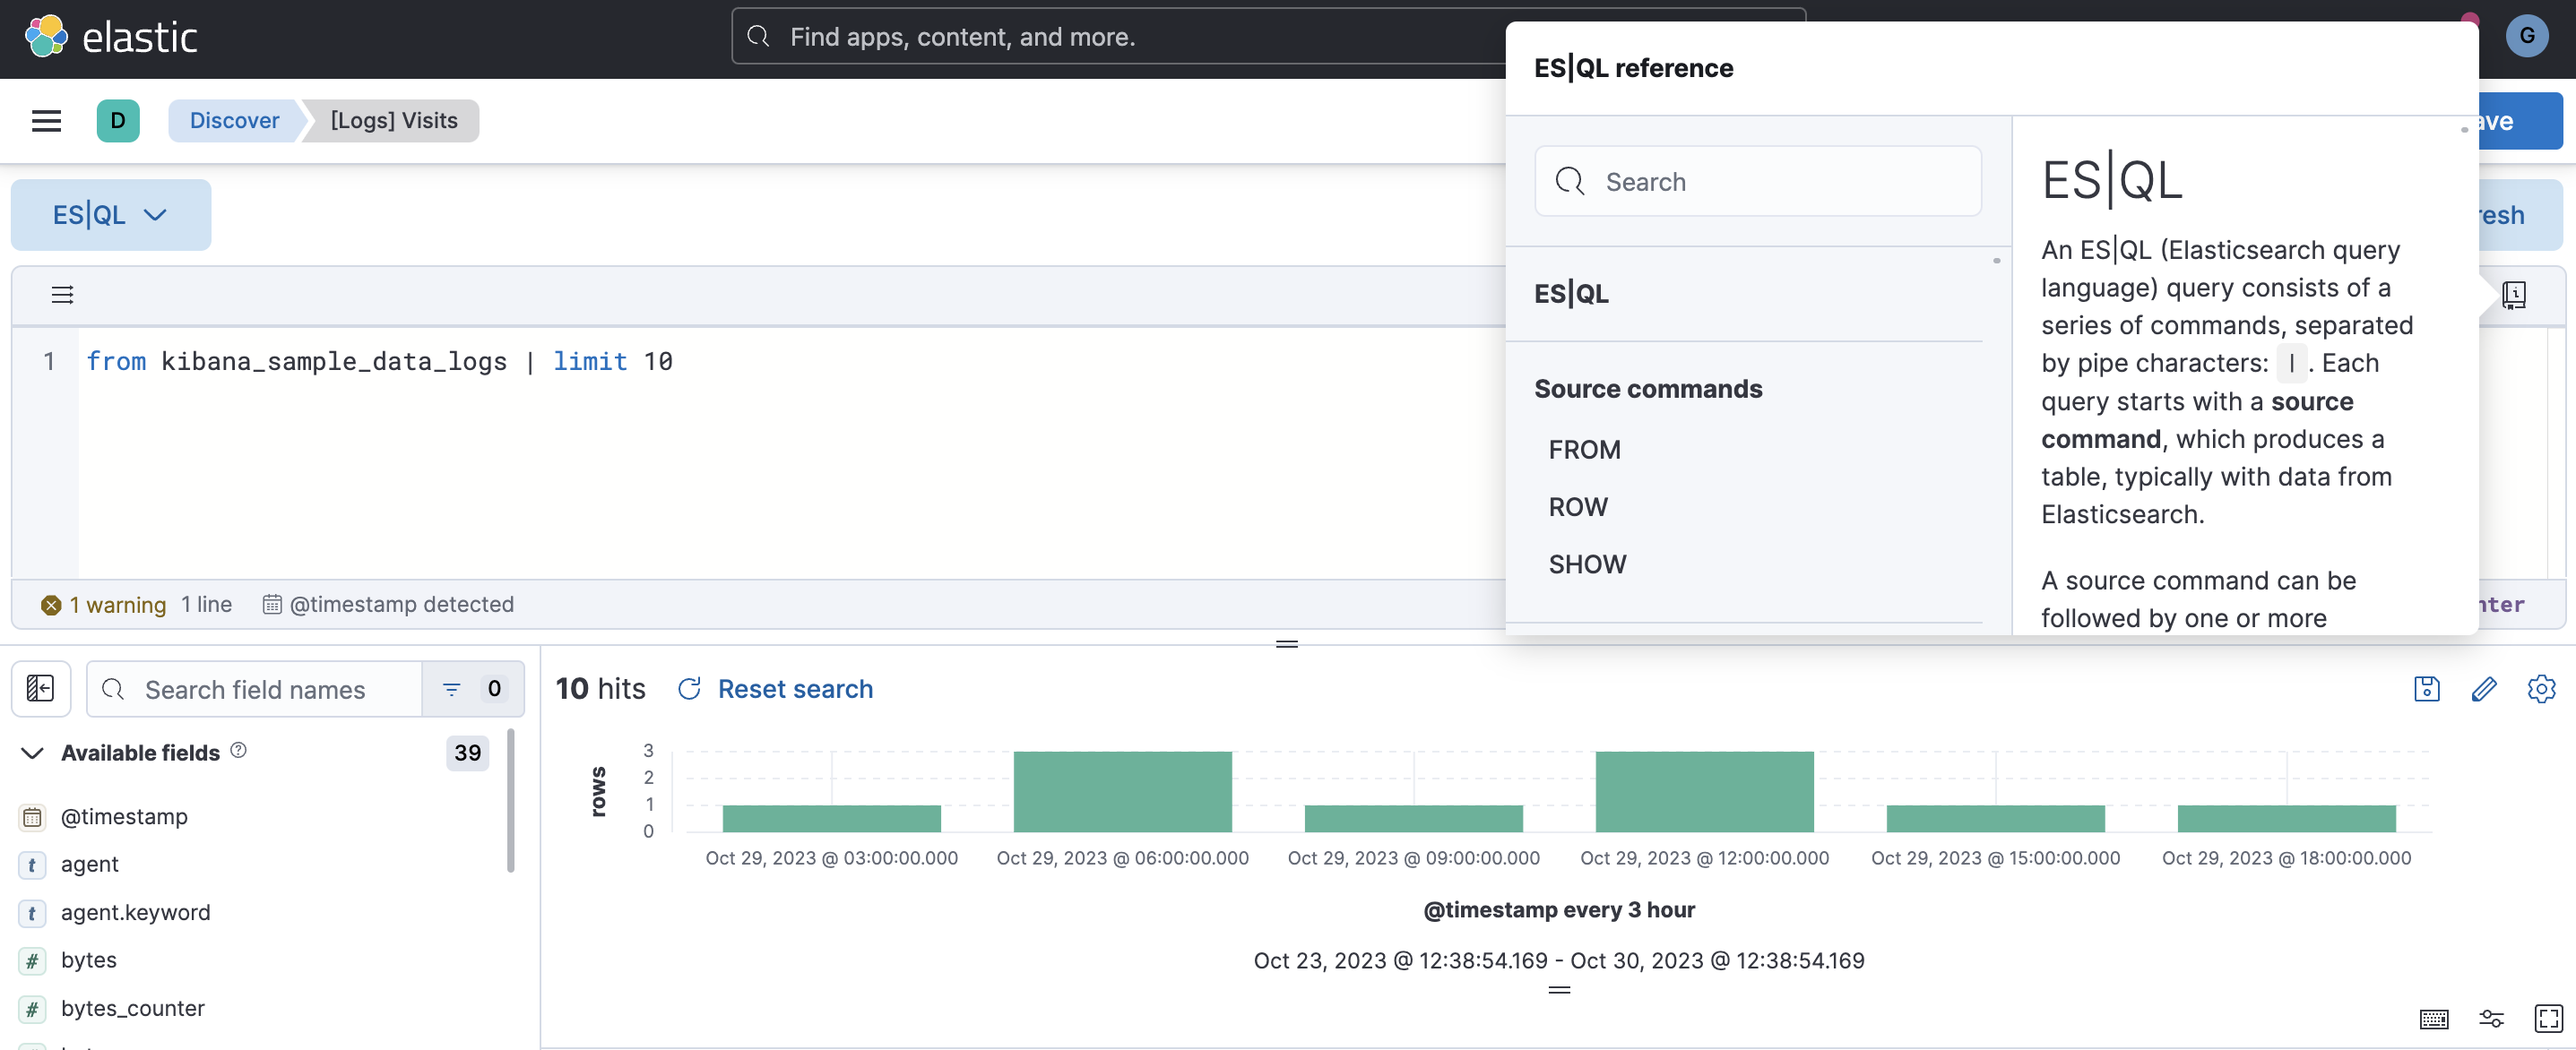 elastic
Find apps, content, and more.
G
D
Discover
[Logs] Visits
ave
ES|QL
resh
1 from kibana_sample_data_logs | limit 10
1 warning 1 line @timestamp detected
nter
ES|QL reference
Search
ES|QL
Source commands
FROM
ROW
SHOW
ES|QL
An ES|QL (Elasticsearch query
language) query consists of a
series of commands, separated
by pipe characters: | . Each
query starts with a source
command, which produces a
table, typically with data from
Elasticsearch.
A source command can be
followed by one or more
Search field names
0
Available fields
39
@timestamp
t agent
t agent.keyword
# bytes
# bytes_counter
10 hits
Reset search
rows
3
2
1
0
Oct 29, 2023 @ 03:00:00.000
Oct 29, 2023 @ 06:00:00.000
Oct 29, 2023 @ 09:00:00.000
Oct 29, 2023 @ 12:00:00.000
Oct 29, 2023 @ 15:00:00.000
Oct 29, 2023 @ 18:00:00.000
@timestamp every 3 hour
Oct 23, 2023 @ 12:38:54.169 - Oct 30, 2023 @ 12:38:54.169